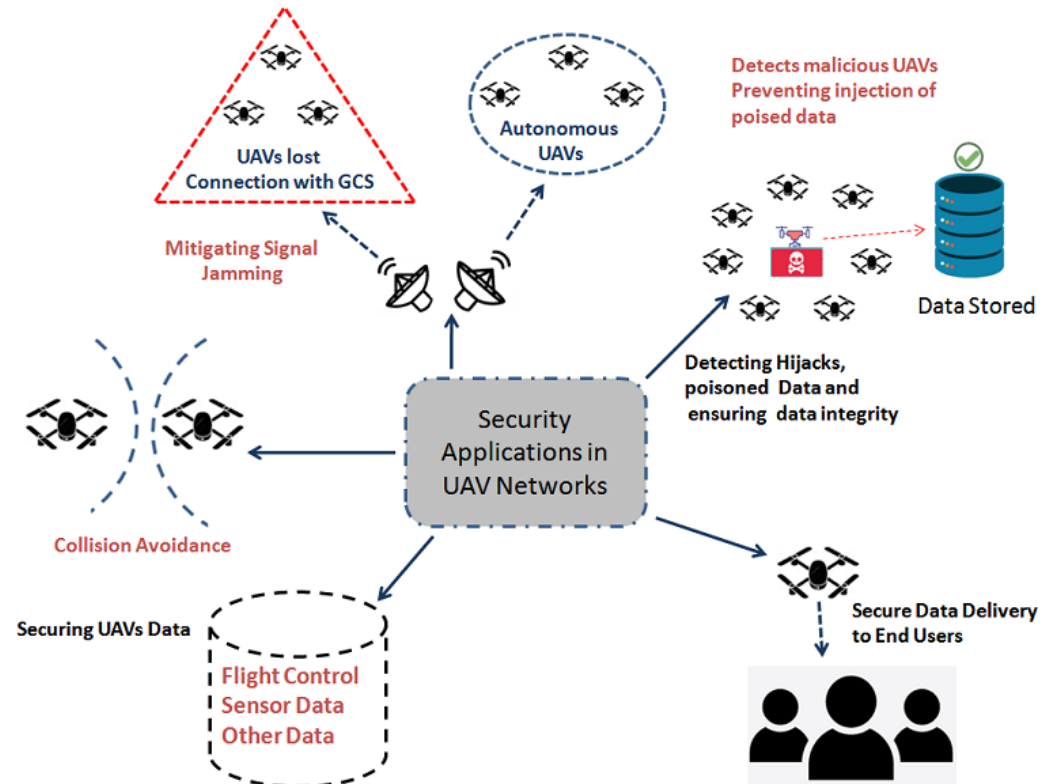 UAVs lost
Connection with GCS
Autonomous
UAVs
Detects malicious UAVs
Preventing injection of
poised data
Mitigating Signal
Jamming
Data Stored
Detecting Hijacks,
poisoned Data and
ensuring data integrity
Security
Applications in
UAV Networks
Collision Avoidance
Securing UAVs Data
Flight Control
Sensor Data
Other Data
Secure Data Delivery
to End Users